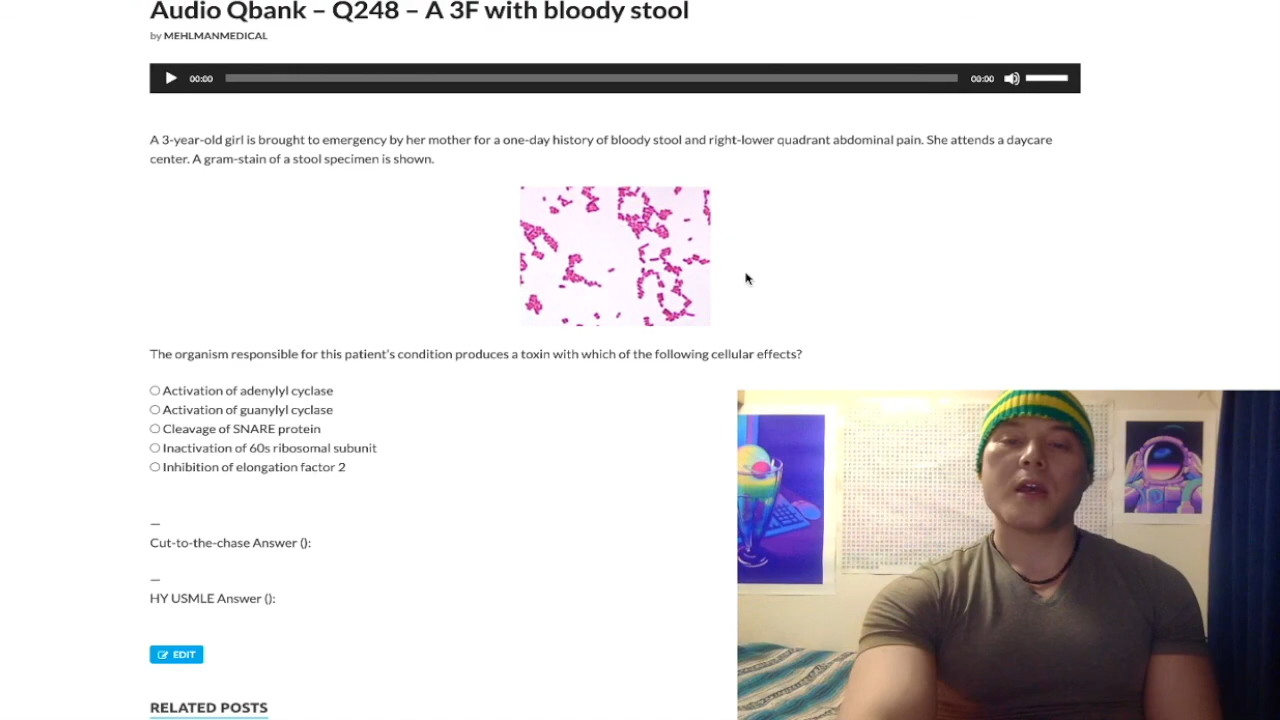 Audio Qbank – Q248 – A 3F with bloody stool
by MEHLMANMEDICAL
00:00 00:00
A 3-year-old girl is brought to emergency by her mother for a one-day history of bloody stool and right-lower quadrant abdominal pain. She attends a daycare
center. A gram-stain of a stool specimen is shown.
The organism responsible for this patient's condition produces a toxin with which of the following cellular effects?
Activation of adenylyl cyclase
Activation of guanylyl cyclase
Cleavage of SNARE protein
Inactivation of 60s ribosomal subunit
Inhibition of elongation factor 2
—
Cut-to-the-chase Answer ():
—
HY USMLE Answer ():
EDIT
RELATED POSTS